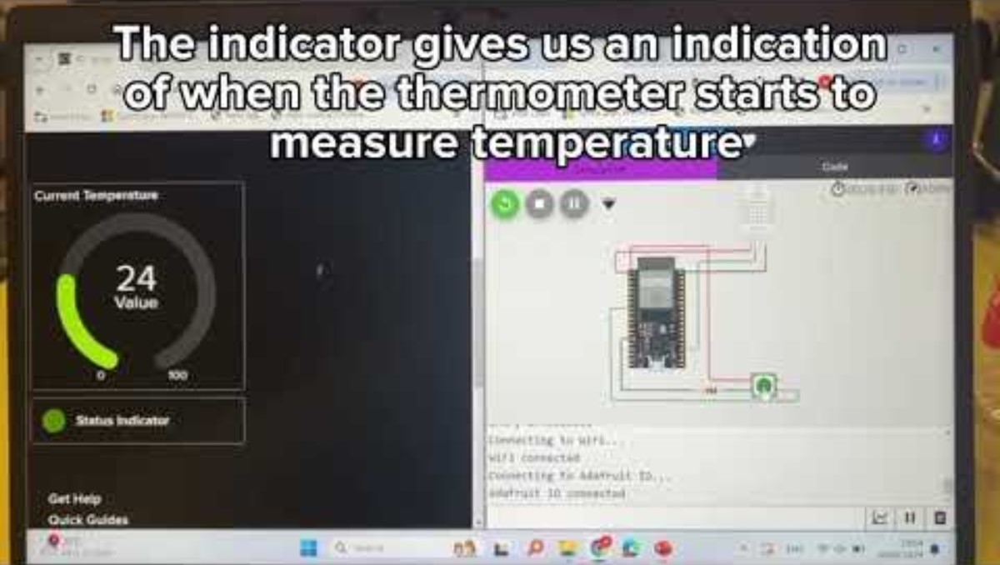 The indicator gives us an indication
of when the thermometer starts to
measure temperature
Code
Current Temperature
24
Value
0
100
Status Indicator
Connecting to WiFi...
WiFi connected
Connecting to Adafruit IO...
Adafruit IO connected
Get Help
Quick Guides